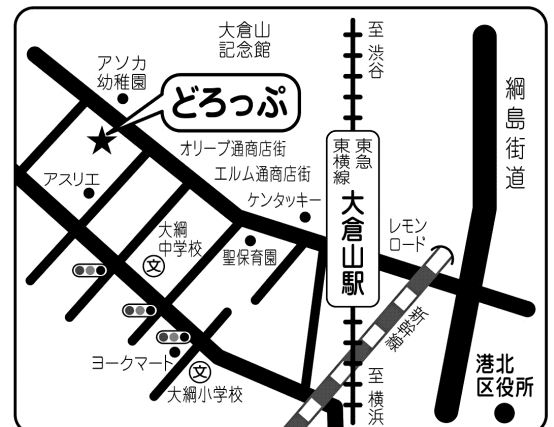 大倉山
記念館
至渋谷
アソカ
幼稚園
どろっぷ
綱島街道
オリーブ通商店街
東急
東横線
大倉山駅
エルム通商店街
アスリエ
ケンタッキー
レモン
ロード
大綱
中学校
文
聖保育園
新幹線
ヨークマート
文
大綱小学校
至横浜
港北
区役所